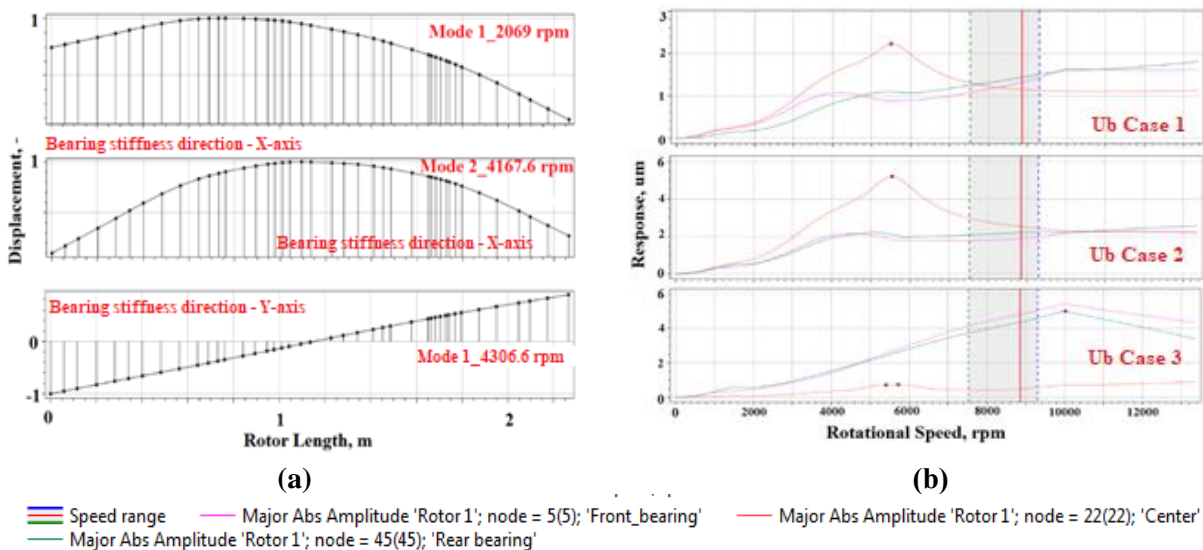 1
Mode 1_2069 rpm
Bearing stiffness direction - X-axis
1
Mode 2_4167.6 rpm
Bearing stiffness direction - X-axis
Displacement, -
Bearing stiffness direction - Y-axis
0
Mode 1_4306.6 rpm
-1
0 1 2
Rotor Length, m
(a)
3
2
1
0
Ub Case 1
6
4
2
0
Ub Case 2
Response, um
6
4
2
0
Ub Case 3
0 2000 4000 6000 8000 10000 12000
Rotational Speed, rpm
(b)
Speed range Major Abs Amplitude 'Rotor 1'; node = 5(5); 'Front_bearing' Major Abs Amplitude 'Rotor 1'; node = 22(22); 'Center'
Major Abs Amplitude 'Rotor 1'; node = 45(45); 'Rear bearing'